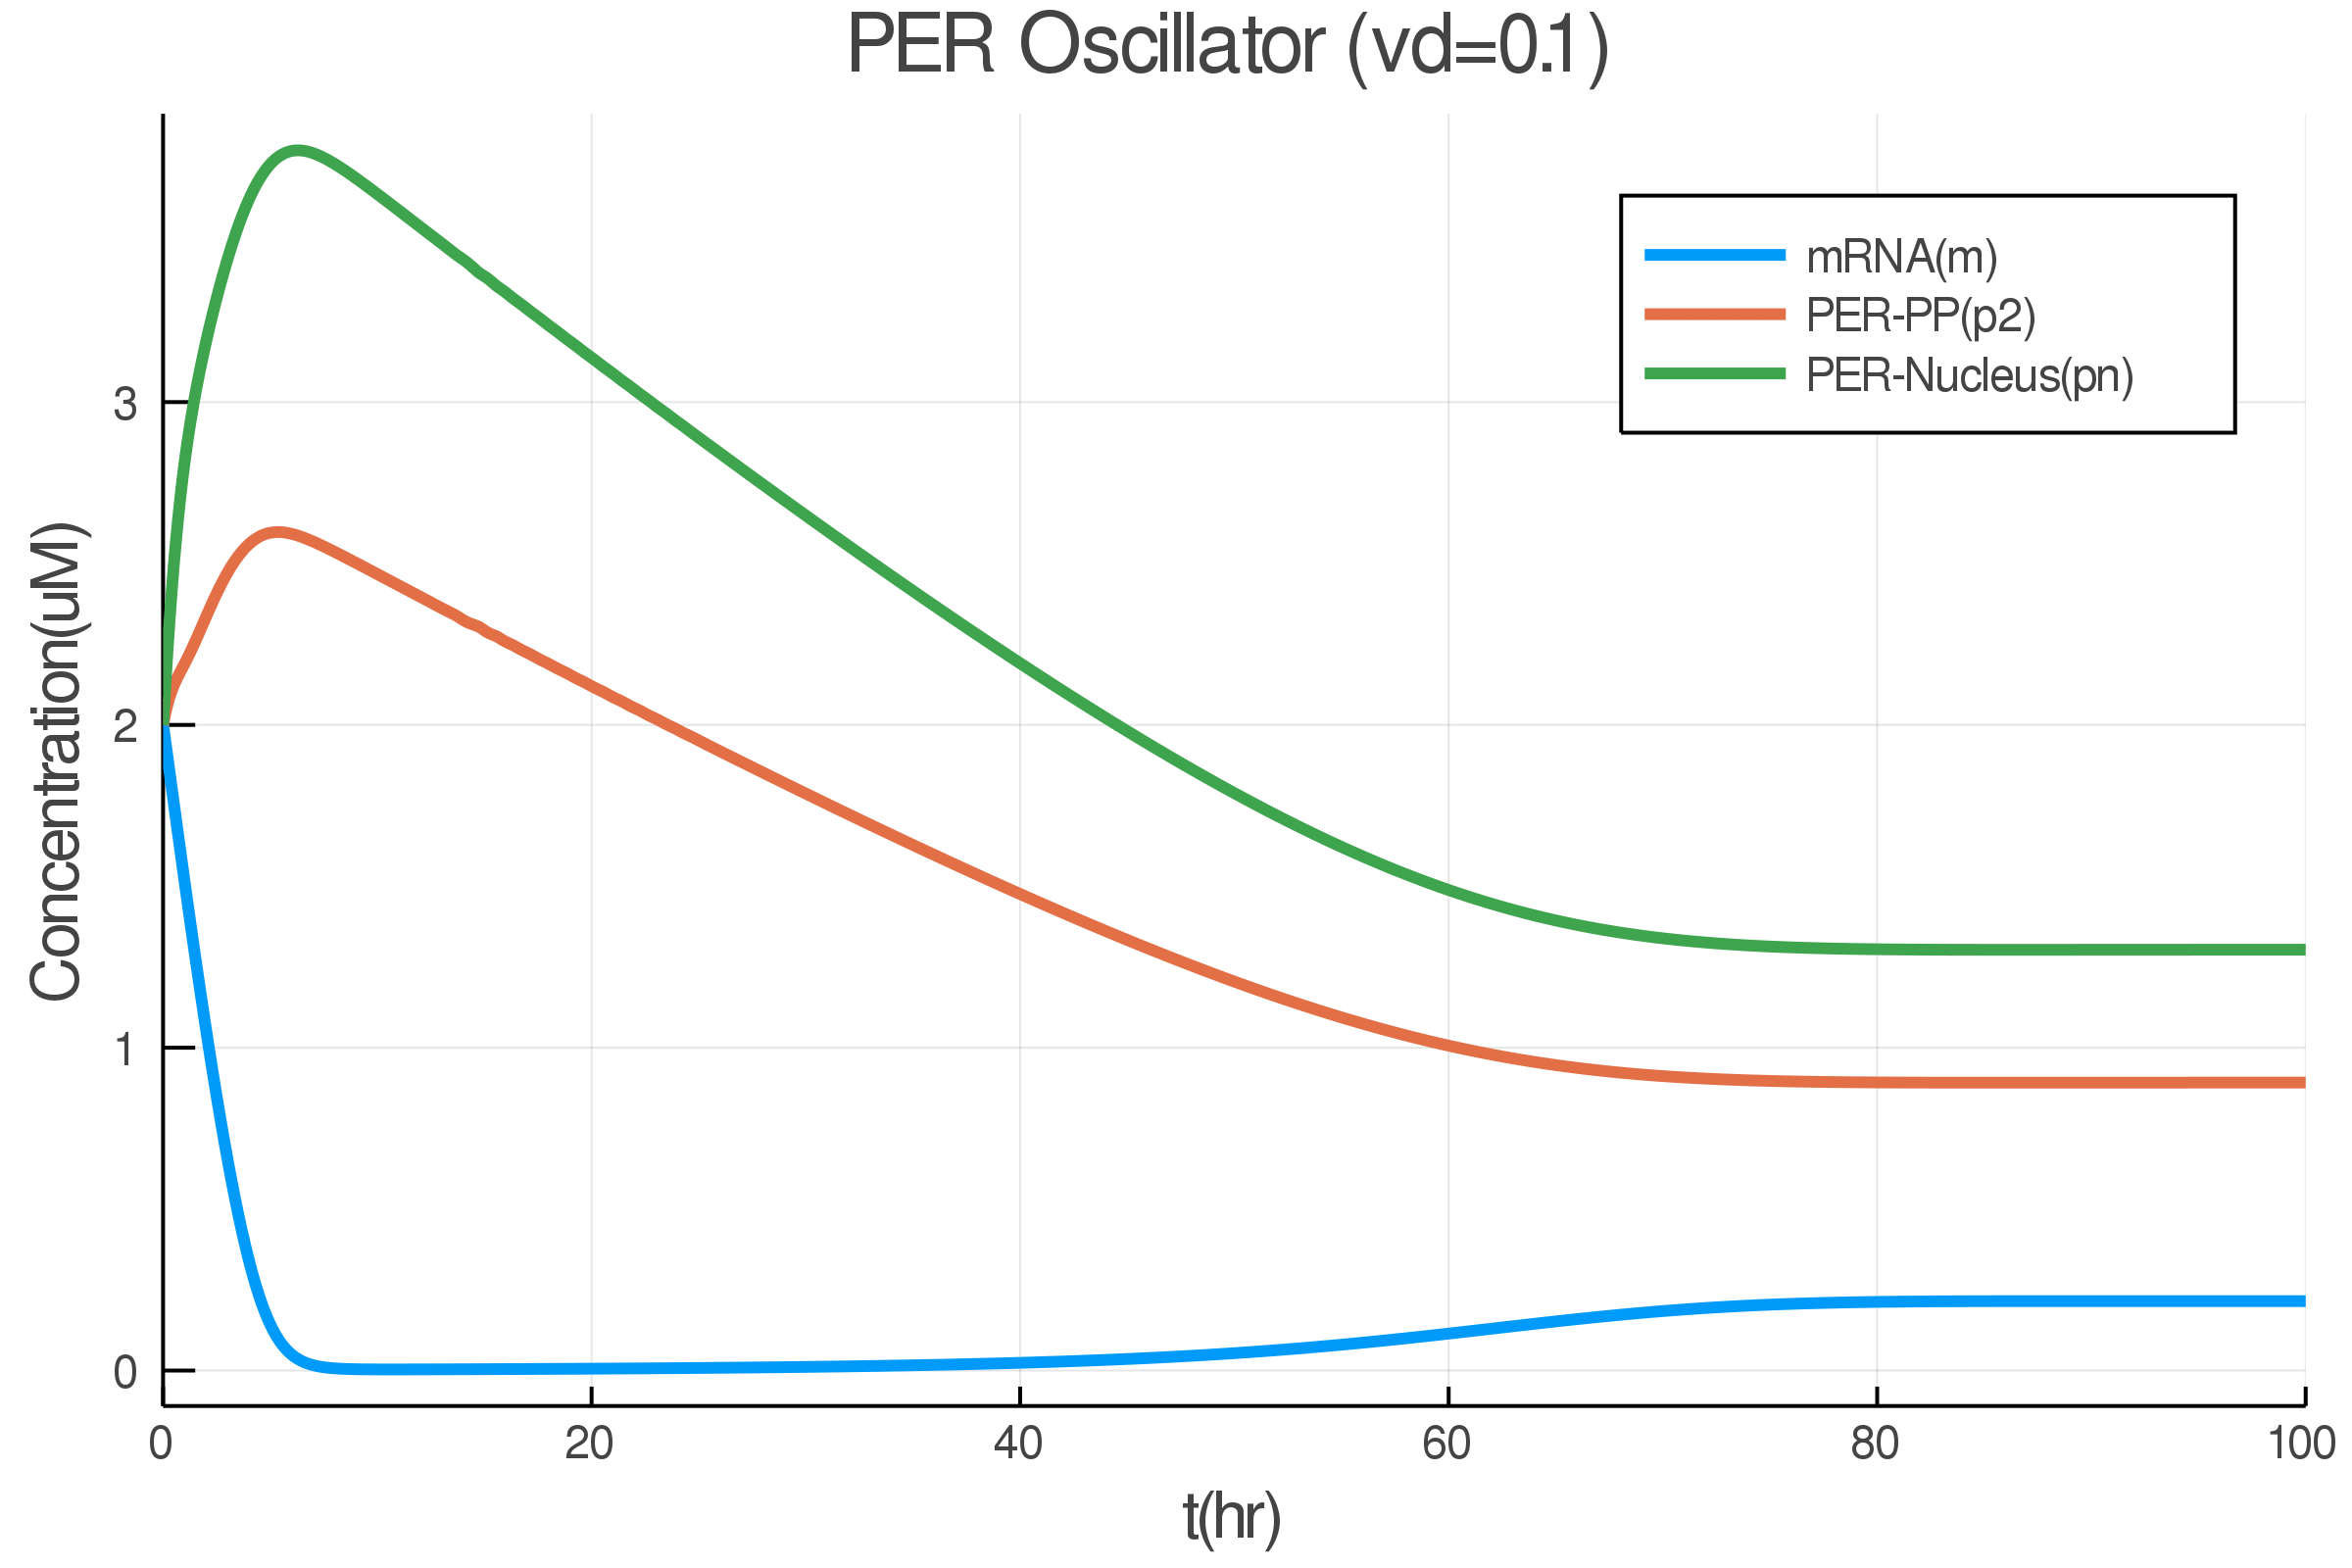 PER Oscillator (vd=0.1)
mRNA(m)
PER-PP(p2)
PER-Nucleus(pn)
Concentration(uM)
3
2
1
0
0 20 40 60 80 100
t(hr)